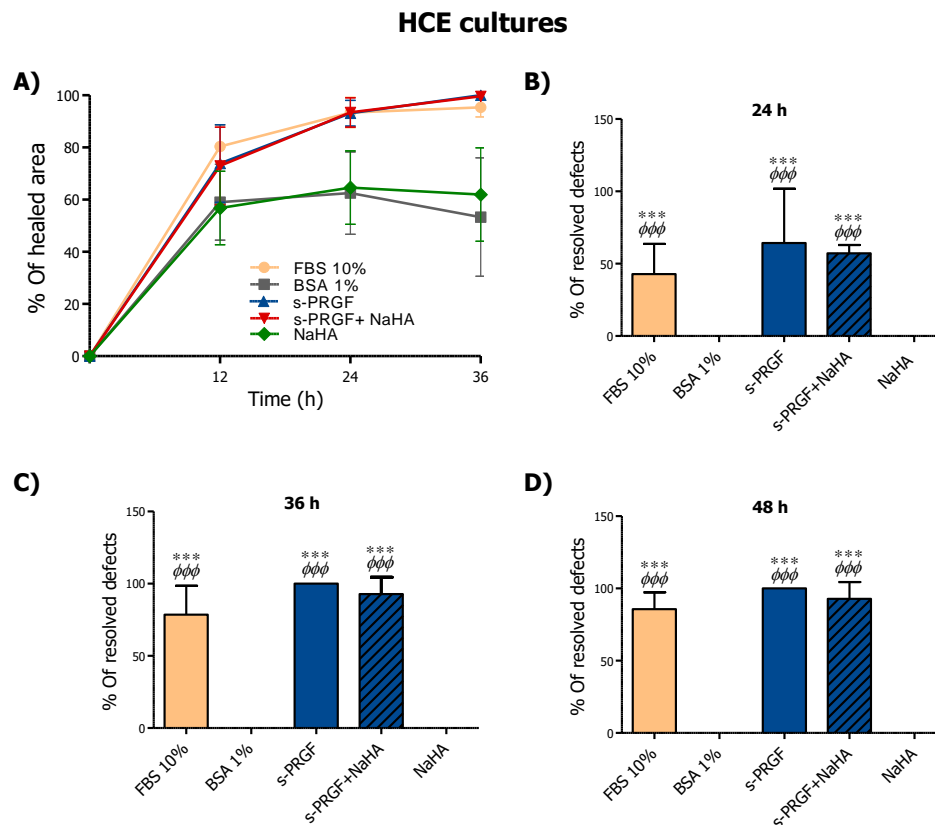 HCE cultures
A)
% Of healed area
100
80
60
40
20
0
12
24
36
Time (h)
FBS 10%
BSA 1%
s-PRGF
s-PRGF+ NaHA
NaHA
B)
24 h
% Of resolved defects
150
100
50
0
***
ϕϕϕ
***
ϕϕϕ
***
ϕϕϕ
FBS 10%
BSA 1%
s-PRGF
s-PRGF+NaHA
NaHA
C)
36 h
% Of resolved defects
150
100
50
0
***
ϕϕϕ
***
ϕϕϕ
***
ϕϕϕ
FBS 10%
BSA 1%
s-PRGF
s-PRGF+NaHA
NaHA
D)
48 h
% Of resolved defects
150
100
50
0
***
ϕϕϕ
***
ϕϕϕ
***
ϕϕϕ
FBS 10%
BSA 1%
s-PRGF
s-PRGF+NaHA
NaHA